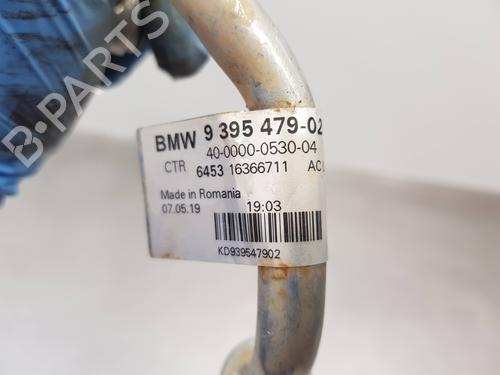 BMW 9 395 479-02
40-0000-0530-04
CTR 6453 16366711 AC
Made in Romania
07.05.19 19:03
KD939547902
B-PARTS